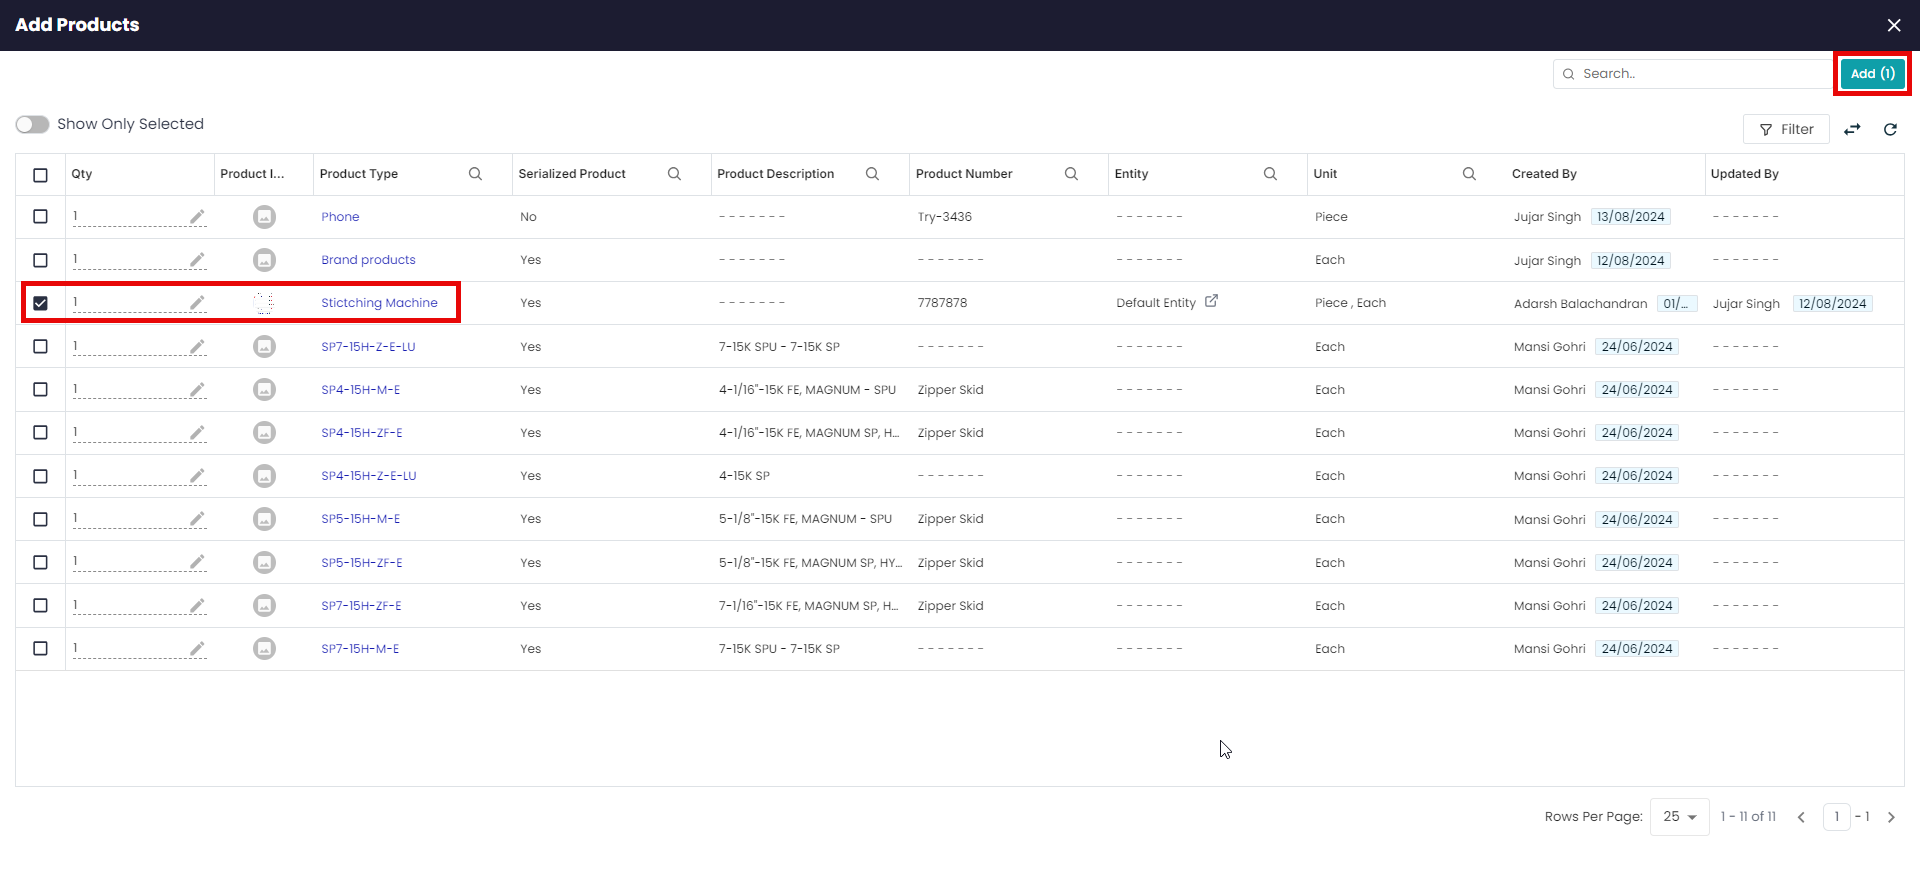 Add Products
Search..
Add (1)
Show Only Selected
Filter
Qty Product I... Product Type Serialized Product Product Description Product Number Entity Unit Created By Updated By
1 Phone No ------- Try-3436 ------- Piece Jujar Singh 13/08/2024 -------
1 Brand products Yes ------- ------- ------- Each Jujar Singh 12/08/2024 -------
1 Stictching Machine Yes ------- 7787878 Default Entity Piece , Each Adarsh Balachandran 01/... Jujar Singh 12/08/2024
1 SP7-15H-Z-E-LU Yes 7-15K SPU - 7-15K SP ------- ------- Each Mansi Gohri 24/06/2024 -------
1 SP4-15H-M-E Yes 4-1/16"-15K FE, MAGNUM - SPU Zipper Skid ------- Each Mansi Gohri 24/06/2024 -------
1 SP4-15H-ZF-E Yes 4-1/16"-15K FE, MAGNUM SP, H... Zipper Skid ------- Each Mansi Gohri 24/06/2024 -------
1 SP4-15H-Z-E-LU Yes 4-15K SP ------- ------- Each Mansi Gohri 24/06/2024 -------
1 SP5-15H-M-E Yes 5-1/8"-15K FE, MAGNUM - SPU Zipper Skid ------- Each Mansi Gohri 24/06/2024 -------
1 SP5-15H-ZF-E Yes 5-1/8"-15K FE, MAGNUM SP, HY... Zipper Skid ------- Each Mansi Gohri 24/06/2024 -------
1 SP7-15H-ZF-E Yes 7-1/16"-15K FE, MAGNUM SP, H... Zipper Skid ------- Each Mansi Gohri 24/06/2024 -------
1 SP7-15H-M-E Yes 7-15K SPU - 7-15K SP ------- ------- Each Mansi Gohri 24/06/2024 -------
Rows Per Page: 25 1 - 11 of 11 1 - 1